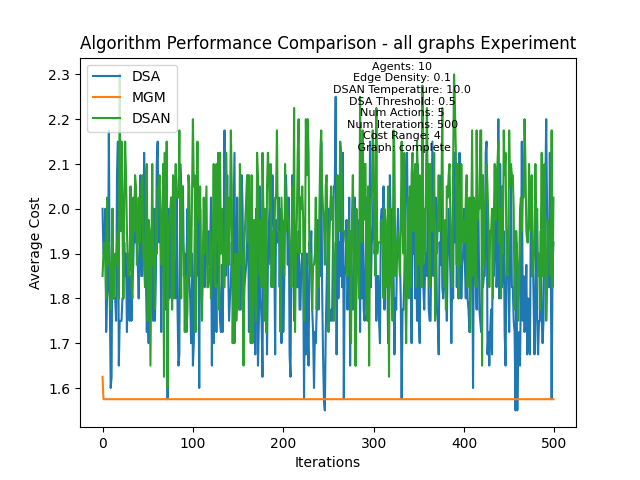 Algorithm Performance Comparison - all graphs Experiment
DSA
MGM
DSAN
Agents: 10
Edge Density: 0.1
DSAN Temperature: 10.0
DSA Threshold: 0.5
Num Actions: 5
Num Iterations: 500
Cost Range: 4
Graph: complete
2.3
2.2
2.1
2.0
1.9
1.8
1.7
1.6
Average Cost
0
100
200
300
400
500
Iterations